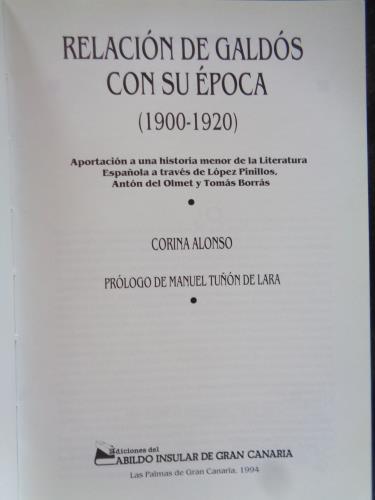 RELACIÓN DE GALDÓS
CON SU ÉPOCA
(1900-1920)
Aportación a una historia menor de la Literatura
Española a través de López Pinillos,
Antón del Olmet y Tomás Borrás
CORINA ALONSO
PRÓLOGO DE MANUEL TUÑÓN DE LARA
Ediciones del
CABILDO INSULAR DE GRAN CANARIA
Las Palmas de Gran Canaria, 1994